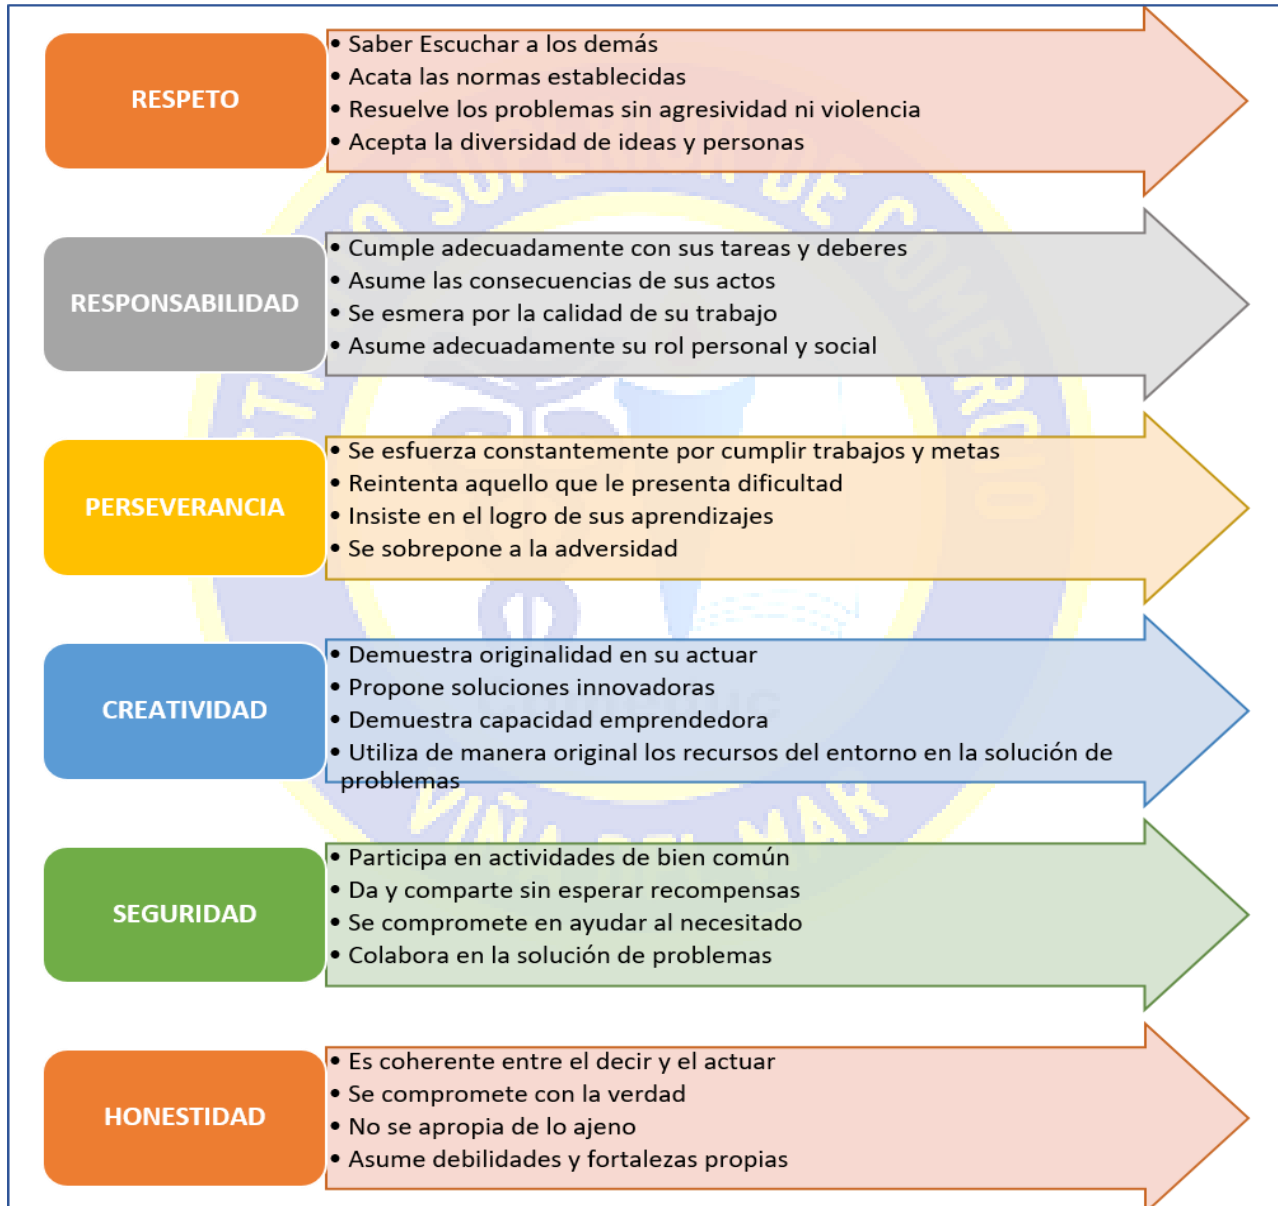 RESPETO
• Saber Escuchar a los demás
• Acata las normas establecidas
• Resuelve los problemas sin agresividad ni violencia
• Acepta la diversidad de ideas y personas
RESPONSABILIDAD
• Cumple adecuadamente con sus tareas y deberes
• Asume las consecuencias de sus actos
• Se esmera por la calidad de su trabajo
• Asume adecuadamente su rol personal y social
PERSEVERANCIA
• Se esfuerza constantemente por cumplir trabajos y metas
• Reintenta aquello que le presenta dificultad
• Insiste en el logro de sus aprendizajes
• Se sobrepone a la adversidad
CREATIVIDAD
• Demuestra originalidad en su actuar
• Propone soluciones innovadoras
• Demuestra capacidad emprendedora
• Utiliza de manera original los recursos del entorno en la solución de
problemas
SEGURIDAD
• Participa en actividades de bien común
• Da y comparte sin esperar recompensas
• Se compromete en ayudar al necesitado
• Colabora en la solución de problemas
HONESTIDAD
• Es coherente entre el decir y el actuar
• Se compromete con la verdad
• No se apropia de lo ajeno
• Asume debilidades y fortalezas propias
SUPERIOR DE COMERCIO
VIÑA DEL MAR